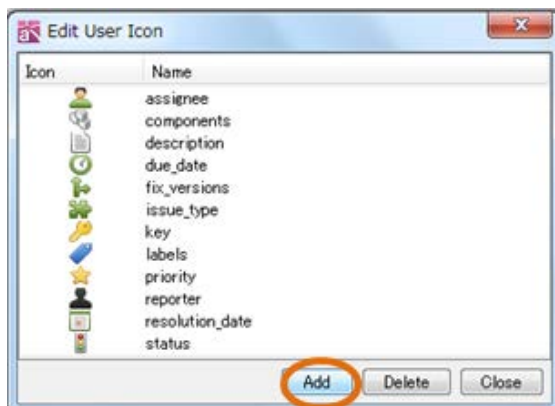 Edit User Icon
Icon Name
assignee
components
description
due_date
fix_versions
issue_type
key
labels
priority
reporter
resolution_date
status
Add Delete Close